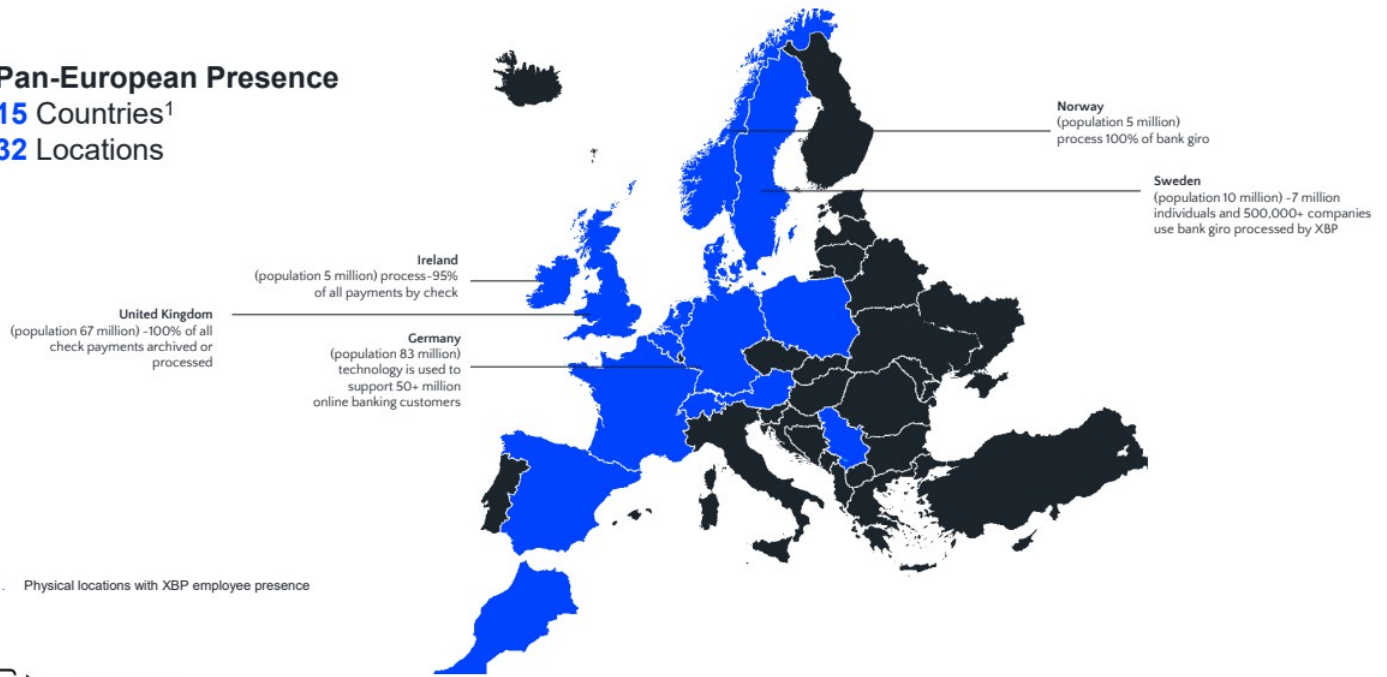 Pan-European Presence
15 Countries¹
32 Locations
Norway
(population 5 million)
process 100% of bank giro
Sweden
(population 10 million) ~7 million
individuals and 500,000+ companies
use bank giro processed by XBP
Ireland
(population 5 million) process~95%
of all payments by check
United Kingdom
(population 67 million) ~100% of all
check payments archived or
processed
Germany
(population 83 million)
technology is used to
support 50+ million
online banking customers
. Physical locations with XBP employee presence